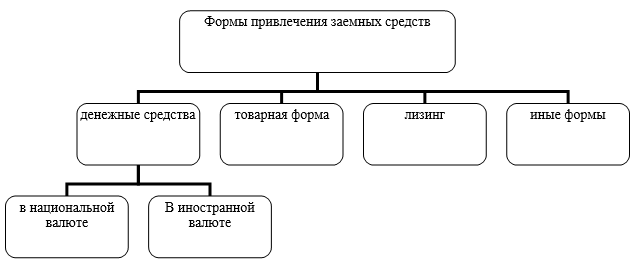 Формы привлечения заемных средств
денежные средства
товарная форма
лизинг
иные формы
в национальной
валюте
В иностранной
валюте